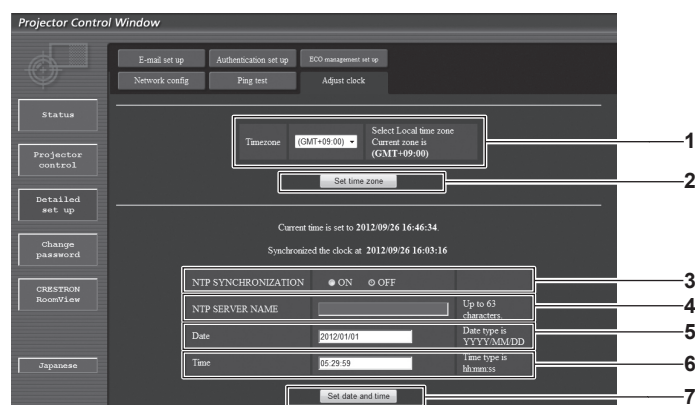 Projector Control Window
E-mail set up
Authentication set up
ECO management set up
Network config
Ping test
Adjust clock
Status
Projector
control
Detailed
set up
Change
password
CRESTRON
RoomView
Japanese
Timezone
(GMT+09:00)
Select Local time zone
Current zone is
(GMT+09:00)
1
Set time zone
2
Current time is set to 2012/09/26 16:46:34.
Synchronized the clock at 2012/09/26 16:03:16
NTP SYNCHRONIZATION
ON
OFF
3
NTP SERVER NAME
Up to 63
characters.
4
Date
2012/01/01
Date type is
YYYY/MM/DD
5
Time
05:29:59
Time type is
hh:mm:ss
6
Set date and time
7